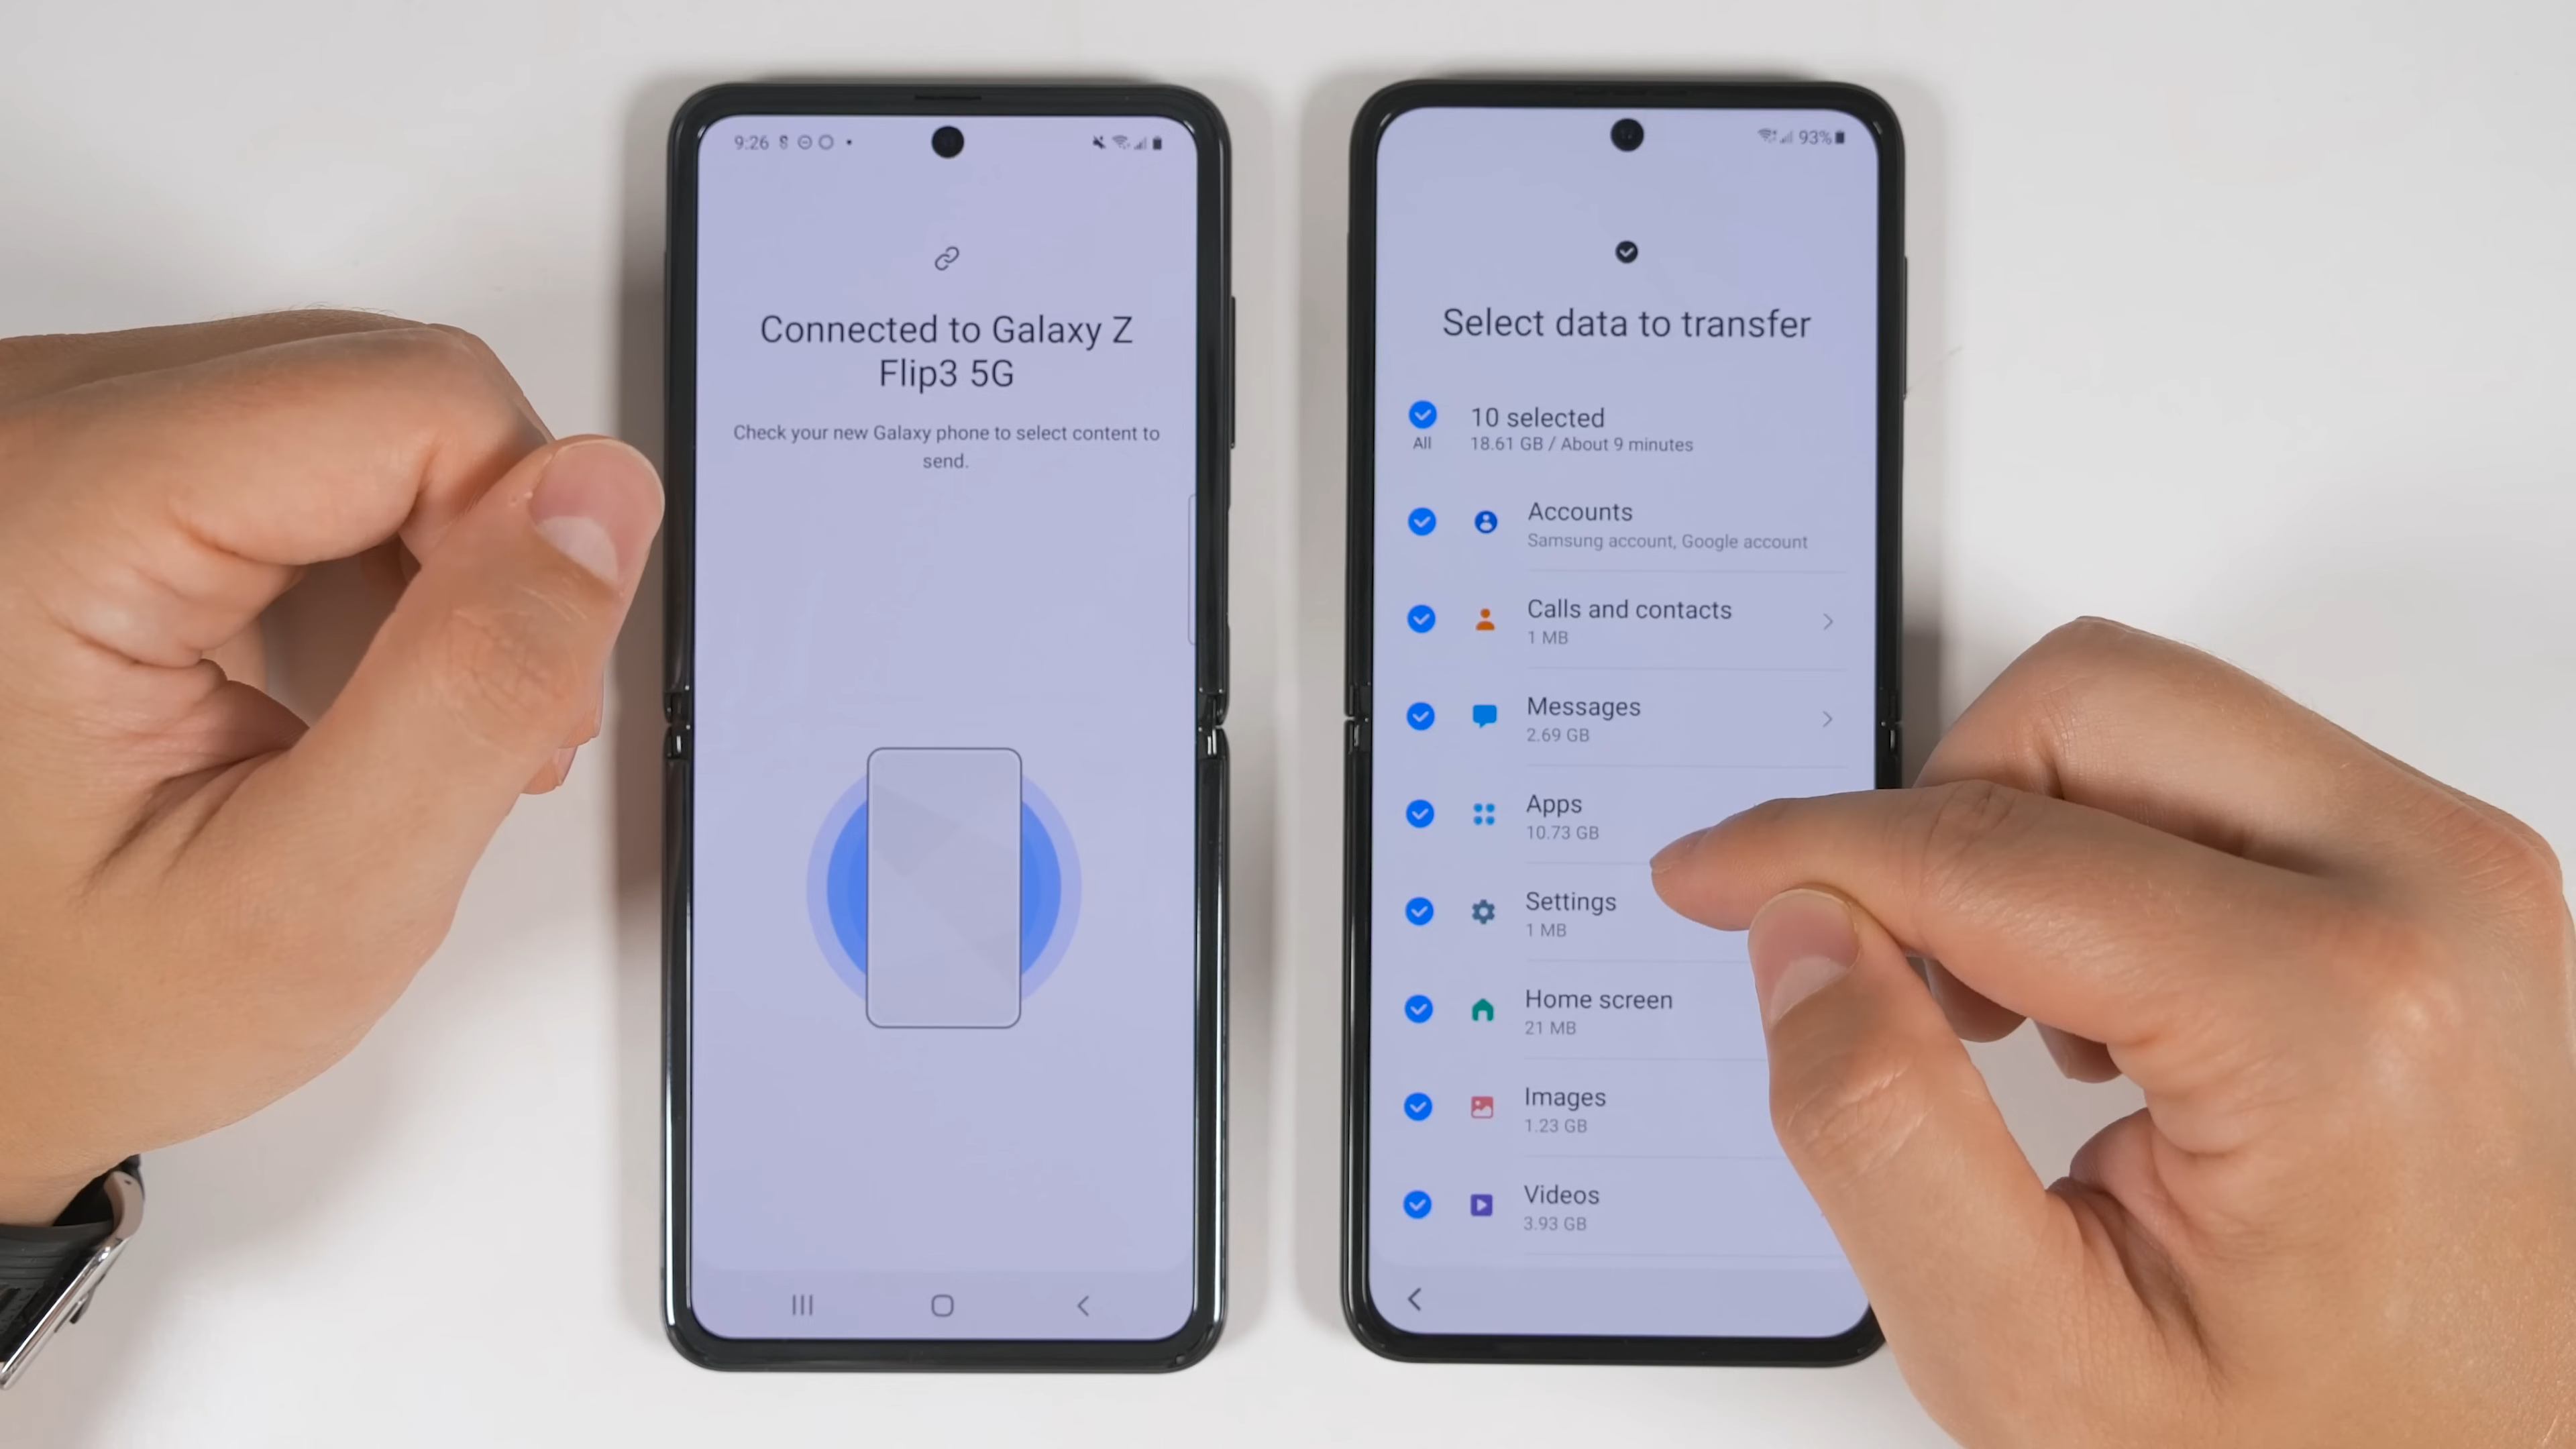 9:26
Connected to Galaxy Z
Flip3 5G
Check your new Galaxy phone to select content to
send.
93%
Select data to transfer
All
10 selected
18.61 GB / About 9 minutes
Accounts
Samsung account, Google account
Calls and contacts
1 MB
Messages
2.69 GB
Apps
10.73 GB
Settings
1 MB
Home screen
21 MB
Images
1.23 GB
Videos
3.93 GB